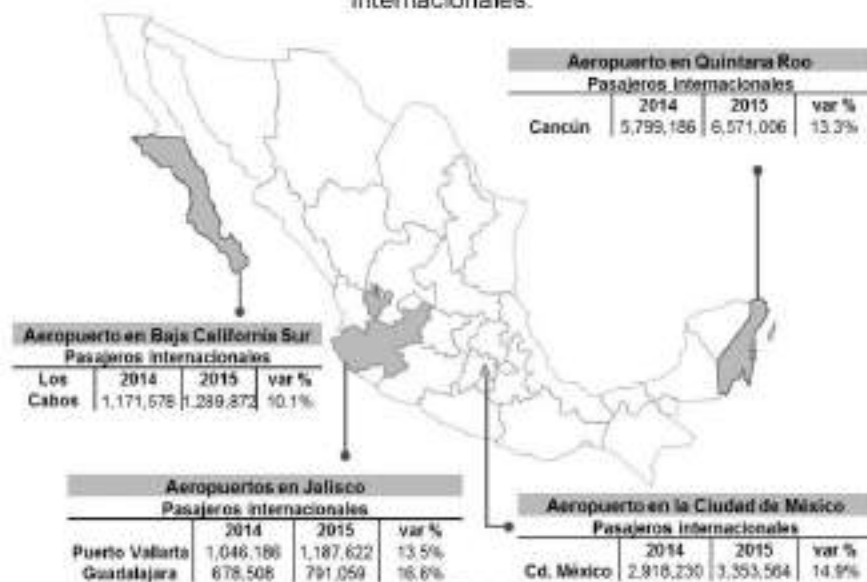 internacionales.
Aeropuerto en Quintana Roo
Pasajeros internacionales
2014 2015 var %
Cancún 5,799,186 6,571,006 13.3%
Aeropuerto en Baja California Sur
Pasajeros internacionales
Los Cabos 2014 2015 var %
1,171,578 1,289,872 10.1%
Aeropuertos en Jalisco
Pasajeros internacionales
2014 2015 var %
Puerto Vallarta 1,046,186 1,187,622 13.5%
Guadalajara 678,508 791,059 16.6%
Aeropuerto en la Ciudad de México
Pasajeros internacionales
2014 2015 var %
Cd. México 2,918,230 3,353,564 14.9%